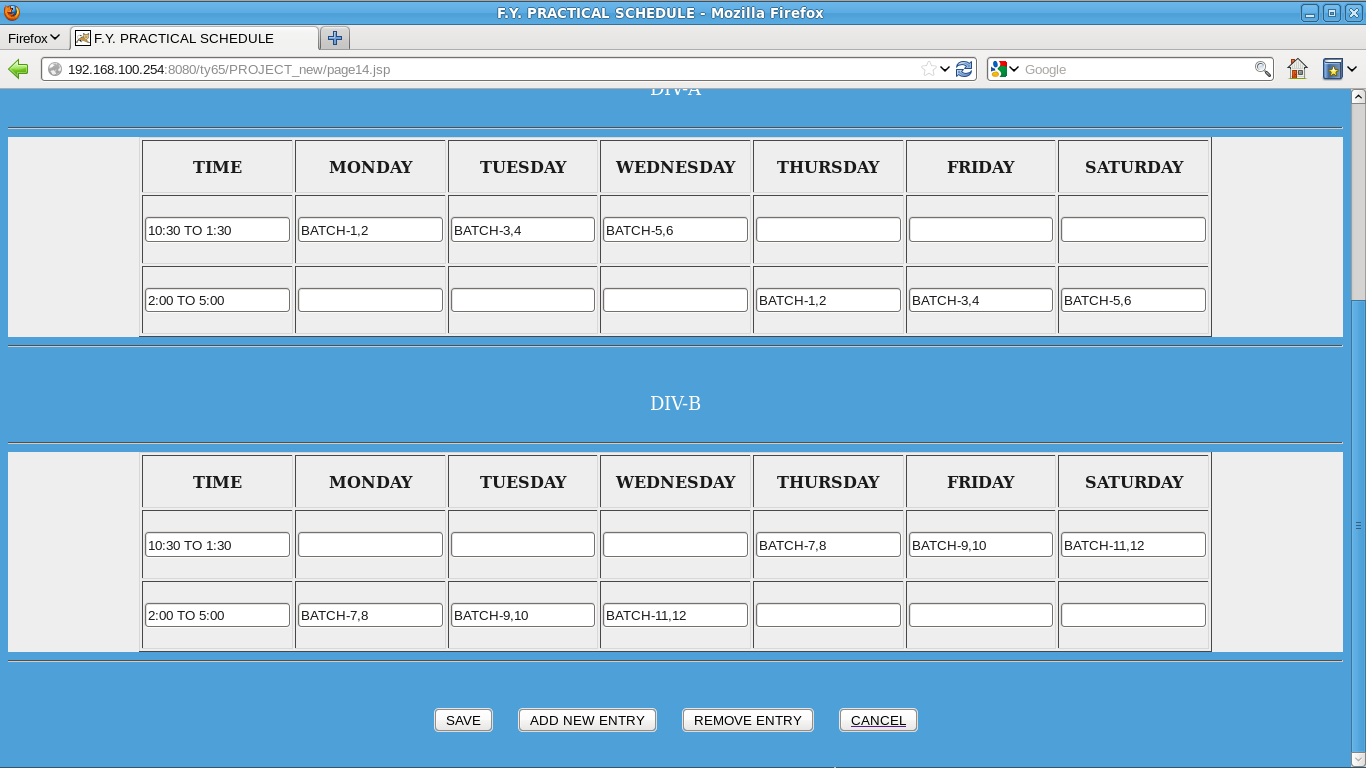 F.Y. PRACTICAL SCHEDULE - Mozilla Firefox
Firefox F.Y. PRACTICAL SCHEDULE
192.168.100.254:8080/ty65/PROJECT_new/page14.jsp Google
DIV-A
TIME MONDAY TUESDAY WEDNESDAY THURSDAY FRIDAY SATURDAY
10:30 TO 1:30 BATCH-1,2 BATCH-3,4 BATCH-5,6
2:00 TO 5:00 BATCH-1,2 BATCH-3,4 BATCH-5,6
DIV-B
TIME MONDAY TUESDAY WEDNESDAY THURSDAY FRIDAY SATURDAY
10:30 TO 1:30 BATCH-7,8 BATCH-9,10 BATCH-11,12
2:00 TO 5:00 BATCH-7,8 BATCH-9,10 BATCH-11,12
SAVE ADD NEW ENTRY REMOVE ENTRY CANCEL